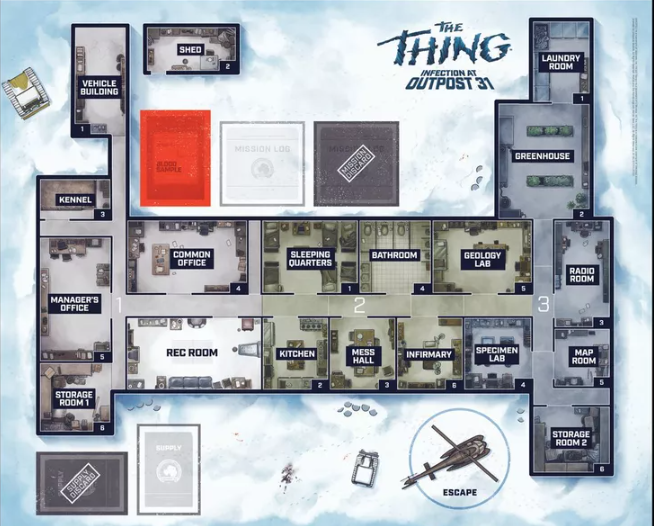 THE
THING
INFECTION AT
OUTPOST 31
SHED
2
VEHICLE
BUILDING
1
LAUNDRY
ROOM
1
BLOOD
SAMPLE
MISSION LOG
MISSION
DISCARD
GREENHOUSE
2
KENNEL
3
COMMON
OFFICE
4
SLEEPING
QUARTERS
1
BATHROOM
4
GEOLOGY
LAB
5
RADIO
ROOM
3
MANAGER'S
OFFICE
5
1
2
3
REC ROOM
KITCHEN
2
MESS
HALL
3
INFIRMARY
6
SPECIMEN
LAB
4
MAP
ROOM
5
STORAGE
ROOM 1
6
STORAGE
ROOM 2
6
SUPPLY
DISCARD
SUPPLY
ESCAPE